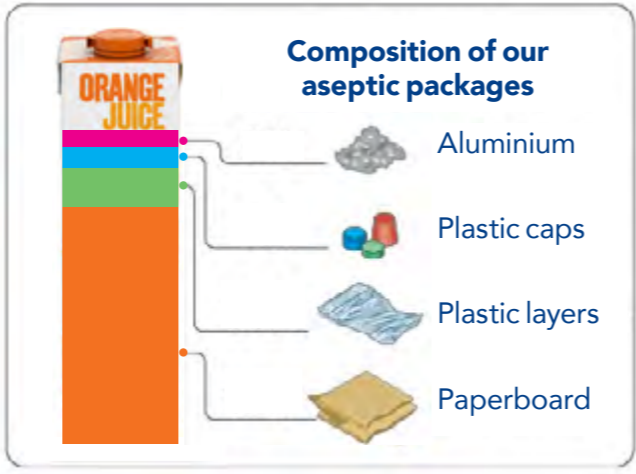 Composition of our
aseptic packages
ORANGE
JUICE
Aluminium
Plastic caps
Plastic layers
Paperboard